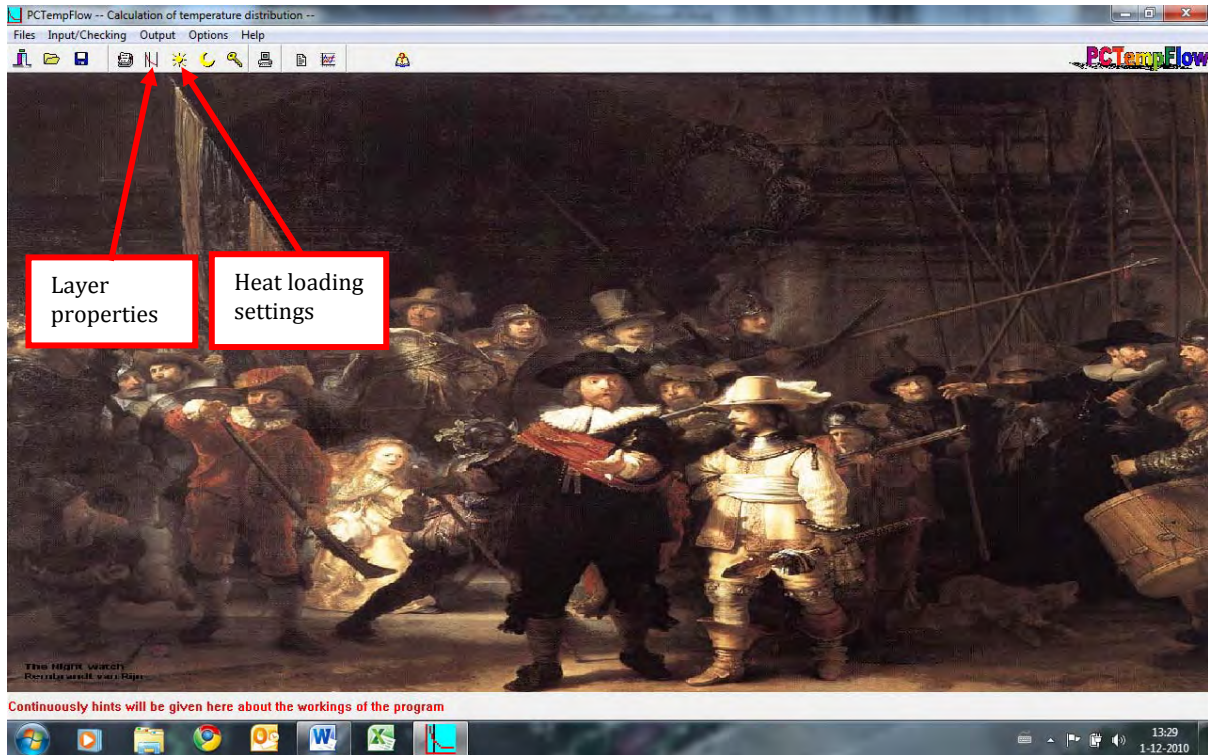 PCTempFlow -- Calculation of temperature distribution --
Files Input/Checking Output Options Help
PCTempFlow
Layer
properties
Heat loading
settings
The Night Watch
Rembrandt van Rijn
Continuously hints will be given here about the workings of the program
13:29
1-12-2010